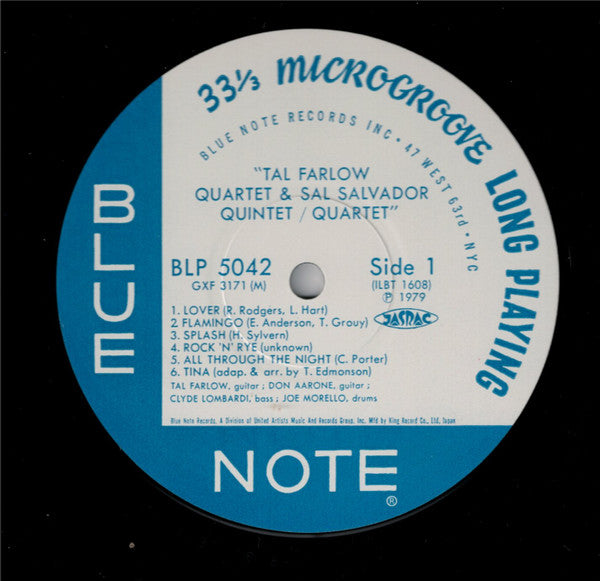 33⅓ MICROGROOVE LONG PLAYING
BLUE NOTE RECORDS INC • 47 WEST 63rd • NYC
"TAL FARLOW
QUARTET & SAL SALVADOR
QUINTET / QUARTET"
BLP 5042
GXF 3171 (M)
Side 1
(ILBT 1608)
℗ 1979
JASRAC
1. LOVER (R. Rodgers, L. Hart)
2 FLAMINGO (E. Anderson, T. Grouy)
3. SPLASH (H. Sylvern)
4. ROCK 'N' RYE (unknown)
5. ALL THROUGH THE NIGHT (C. Porter)
6. TINA (adap. & arr. by T. Edmonson)
TAL FARLOW, guitar ; DON AARONE, guitar ;
CLYDE LOMBARDI, bass ; JOE MORELLO, drums
Blue Note Records, A Division of United Artists Music And Records Group, Inc. Mfd by King Record Co., Ltd, Japan
BLUE
NOTE®